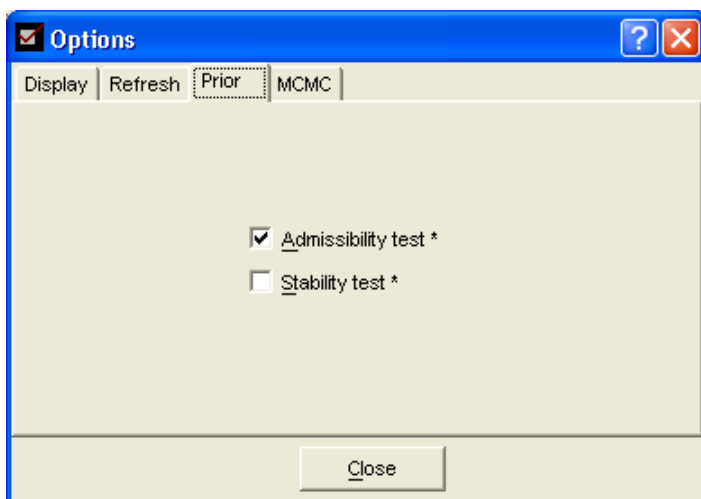 Options
Display Refresh Prior MCMC
Admissibility test *
Stability test *
Close